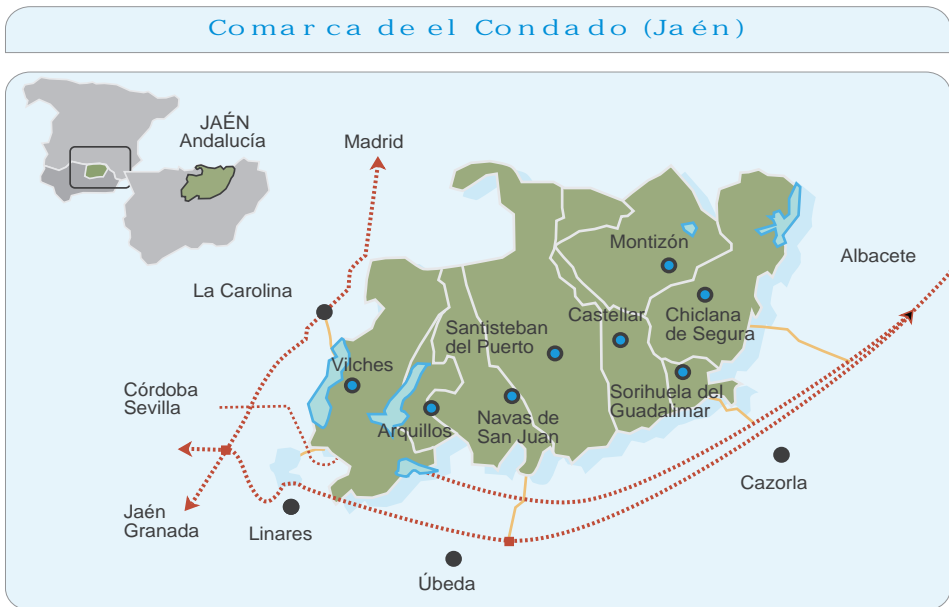 Comarca de el Condado (Jaén)
JAÉN
Andalucía
Madrid
Montizón
Albacete
La Carolina
Castellar
Chiclana
de Segura
Santisteban
del Puerto
Vilches
Córdoba
Sevilla
Sorihuela del
Guadalimar
Arquillos
Navas de
San Juan
Cazorla
Jaén
Granada
Linares
Úbeda